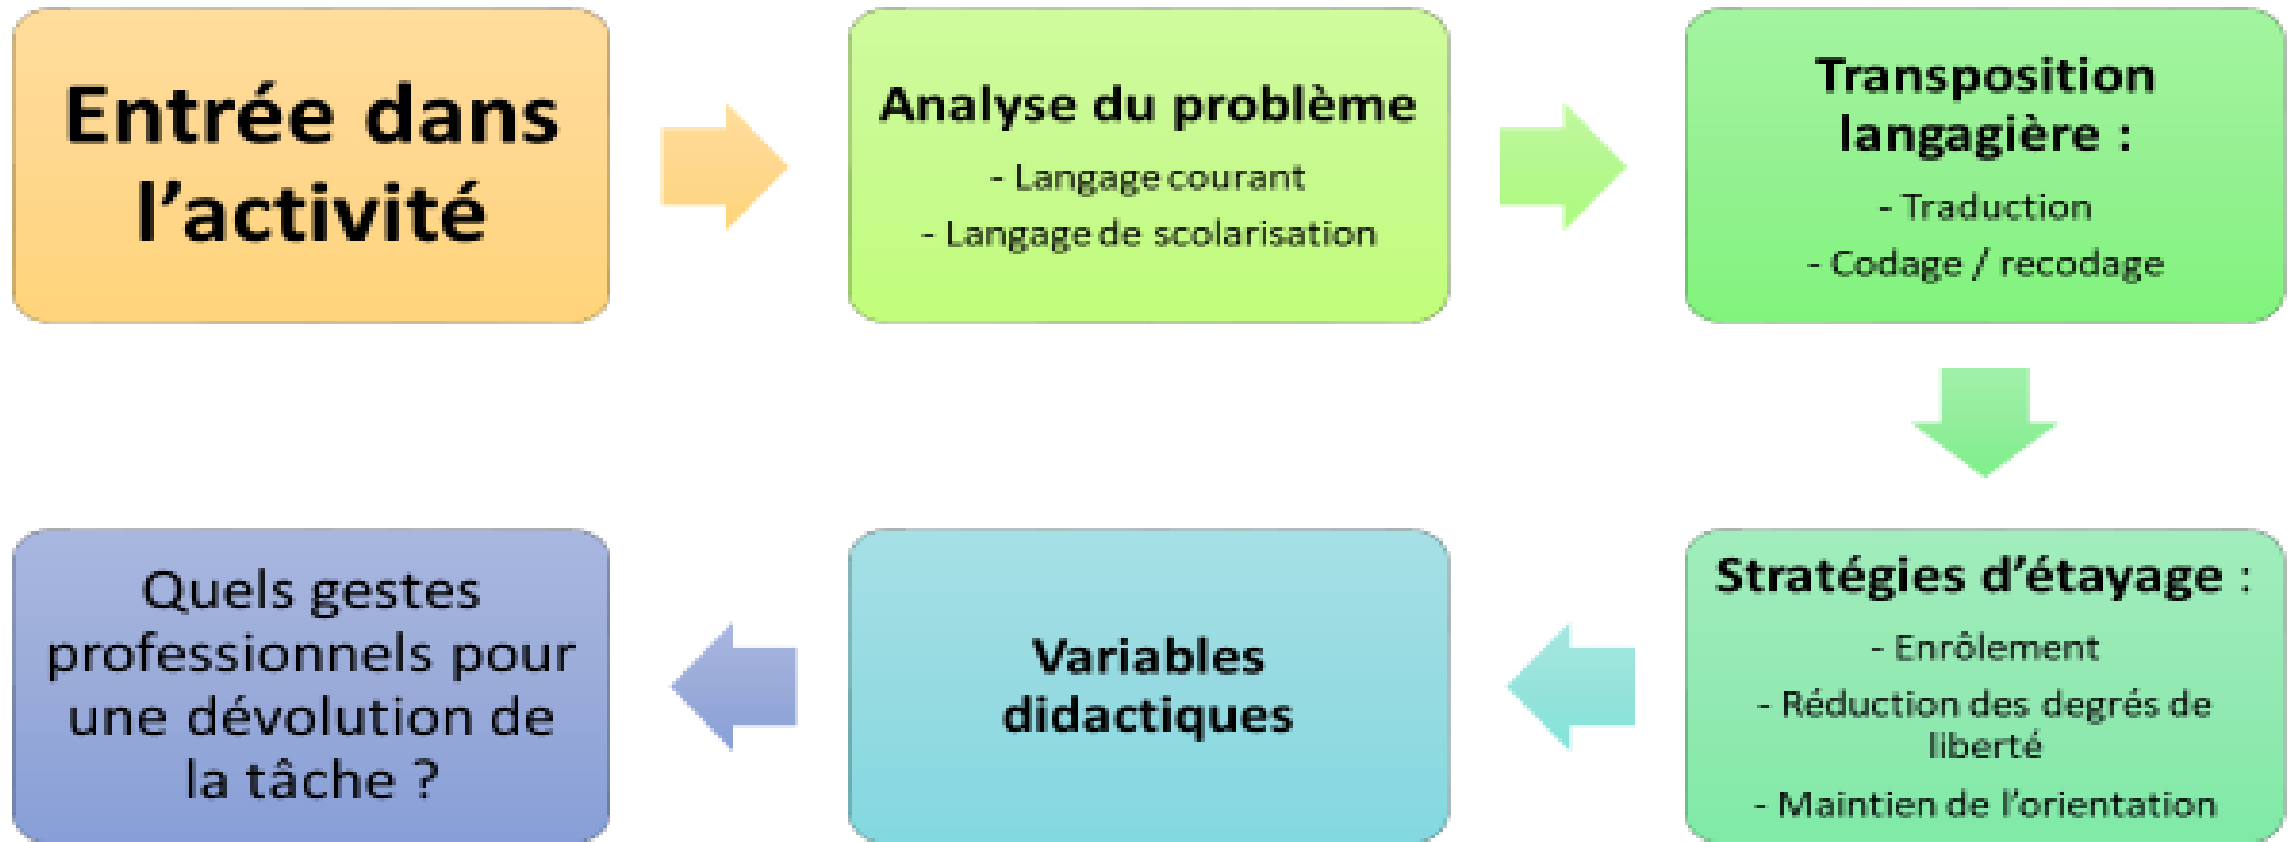 Entrée dans
l’activité
Analyse du problème
- Langage courant
- Langage de scolarisation
Transposition
langagière :
- Traduction
- Codage / recodage
Stratégies d’étayage :
- Enrôlement
- Réduction des degrés de
liberté
- Maintien de l’orientation
Variables
didactiques
Quels gestes
professionnels pour
une dévolution de
la tâche ?